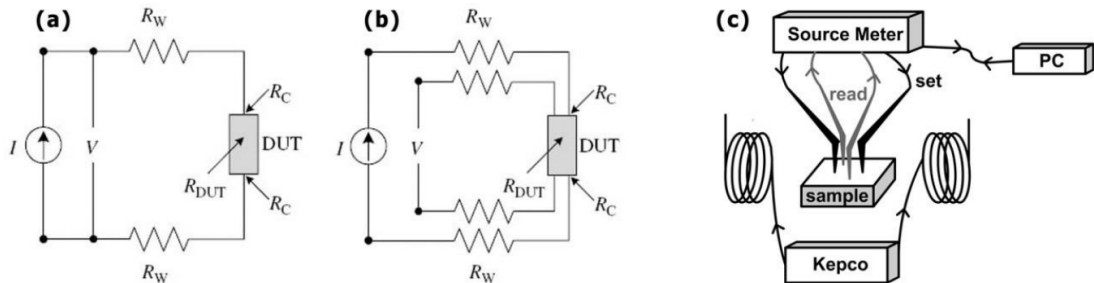 (a)
R_W
I
V
R_C
DUT
R_DUT
R_C
R_W
(b)
R_W
R_C
I
V
DUT
R_DUT
R_C
R_W
(c)
Source Meter
PC
read
set
sample
Kepco